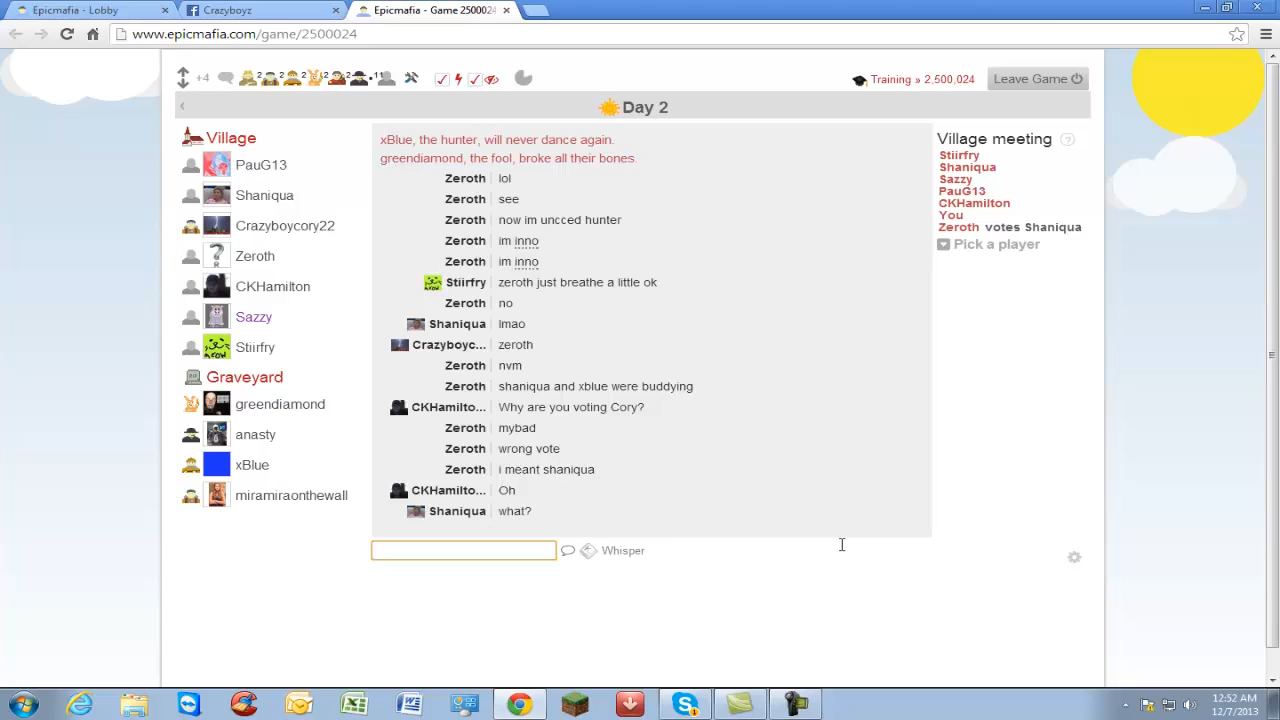 Epicmafia - Lobby
Crazyboyz
Epicmafia - Game 2500024
www.epicmafia.com/game/2500024
+4
2 2 2 2 2 11
Training » 2,500,024
Leave Game
Day 2
Village
PauG13
Shaniqua
Crazyboycory22
Zeroth
CKHamilton
Sazzy
Stiirfry
Graveyard
greendiamond
anasty
xBlue
miramiraonthewall
xBlue, the hunter, will never dance again.
greendiamond, the fool, broke all their bones.
Zeroth lol
Zeroth see
Zeroth now im uncced hunter
Zeroth im inno
Zeroth im inno
Stiirfry zeroth just breathe a little ok
Zeroth no
Shaniqua lmao
Crazyboyc... zeroth
Zeroth nvm
Zeroth shaniqua and xblue were buddying
CKHamilto... Why are you voting Cory?
Zeroth mybad
Zeroth wrong vote
Zeroth i meant shaniqua
CKHamilto... Oh
Shaniqua what?
Whisper
Village meeting ?
Stiirfry
Shaniqua
Sazzy
PauG13
CKHamilton
You
Zeroth votes Shaniqua
Pick a player
12:52 AM
12/7/2013